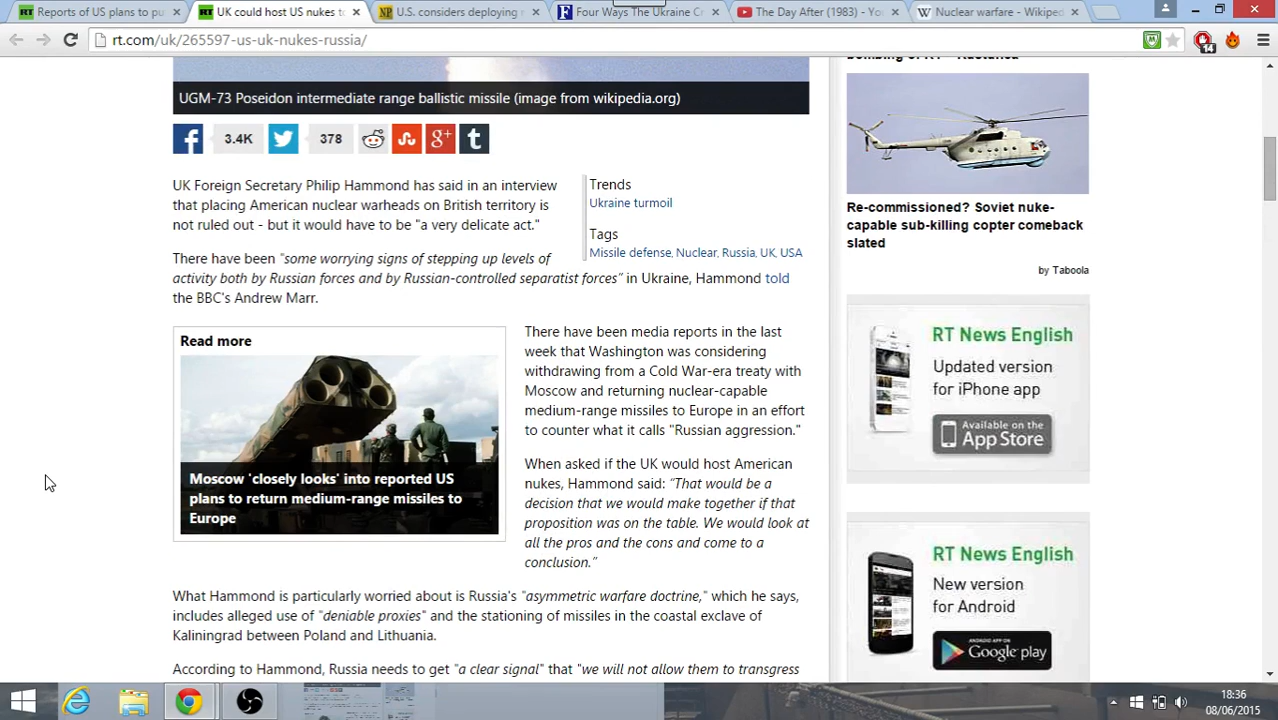 Reports of US plans to pu
UK could host US nukes to
U.S. considers deploying n
Four Ways The Ukraine Cr
The Day After (1983) - You
Nuclear warfare - Wikiped
rt.com/uk/265597-us-uk-nukes-russia/
14
UGM-73 Poseidon intermediate range ballistic missile (image from wikipedia.org)
3.4K
378
UK Foreign Secretary Philip Hammond has said in an interview
that placing American nuclear warheads on British territory is
not ruled out - but it would have to be "a very delicate act."
Trends
Ukraine turmoil
Tags
Missile defense, Nuclear, Russia, UK, USA
There have been "some worrying signs of stepping up levels of
activity both by Russian forces and by Russian-controlled separatist forces" in Ukraine, Hammond told
the BBC's Andrew Marr.
Read more
Moscow 'closely looks' into reported US
plans to return medium-range missiles to
Europe
There have been media reports in the last
week that Washington was considering
withdrawing from a Cold War-era treaty with
Moscow and returning nuclear-capable
medium-range missiles to Europe in an effort
to counter what it calls "Russian aggression."
When asked if the UK would host American
nukes, Hammond said: "That would be a
decision that we would make together if that
proposition was on the table. We would look at
all the pros and the cons and come to a
conclusion."
What Hammond is particularly worried about is Russia's "asymmetric warfare doctrine," which he says,
includes alleged use of "deniable proxies" and the stationing of missiles in the coastal exclave of
Kaliningrad between Poland and Lithuania.
According to Hammond, Russia needs to get "a clear signal" that "we will not allow them to transgress
Re-commissioned? Soviet nuke-
capable sub-killing copter comeback
slated
by Taboola
RT News English
Updated version
for iPhone app
Available on the
App Store
RT News English
New version
for Android
ANDROID APP ON
Google play
18:36
08/06/2015